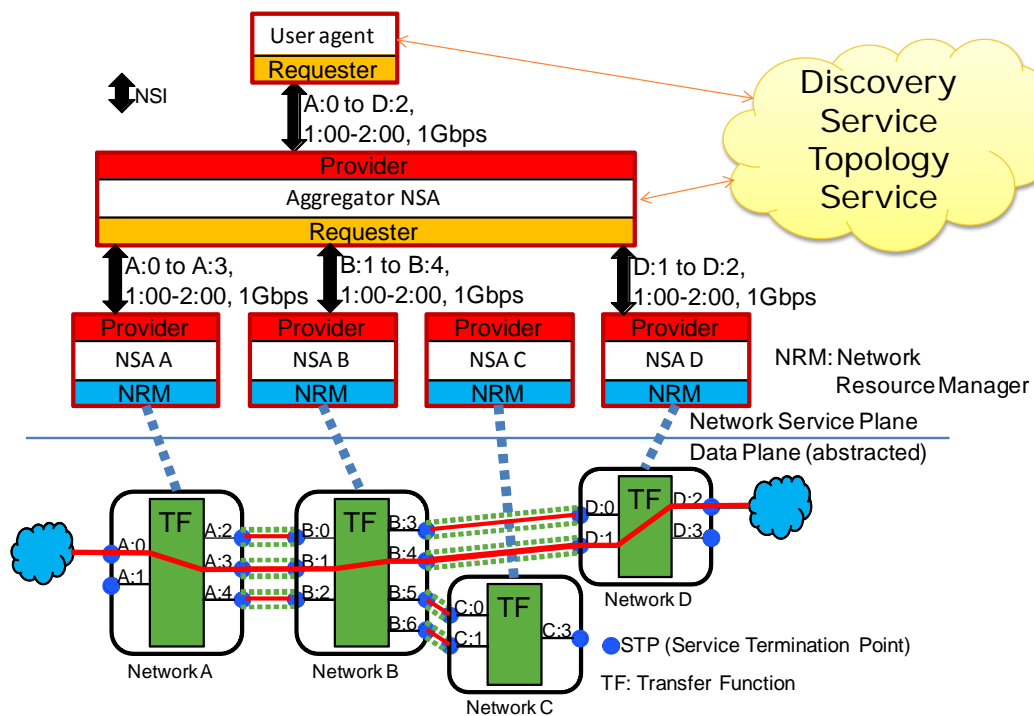 User agent
Requester
NSI
A:0 to D:2,
1:00-2:00, 1Gbps
Discovery
Service
Topology
Service
Provider
Aggregator NSA
Requester
A:0 to A:3,
1:00-2:00, 1Gbps
B:1 to B:4,
1:00-2:00, 1Gbps
D:1 to D:2,
1:00-2:00, 1Gbps
Provider
NSA A
NRM
Provider
NSA B
NRM
Provider
NSA C
NRM
Provider
NSA D
NRM
NRM: Network
Resource Manager
Network Service Plane
Data Plane (abstracted)
TF
A:0
A:1
A:2
A:3
A:4
Network A
TF
B:0
B:1
B:2
B:3
B:4
B:5
B:6
Network B
TF
C:0
C:1
C:3
Network C
TF
D:0
D:1
D:2
D:3
Network D
STP (Service Termination Point)
TF: Transfer Function